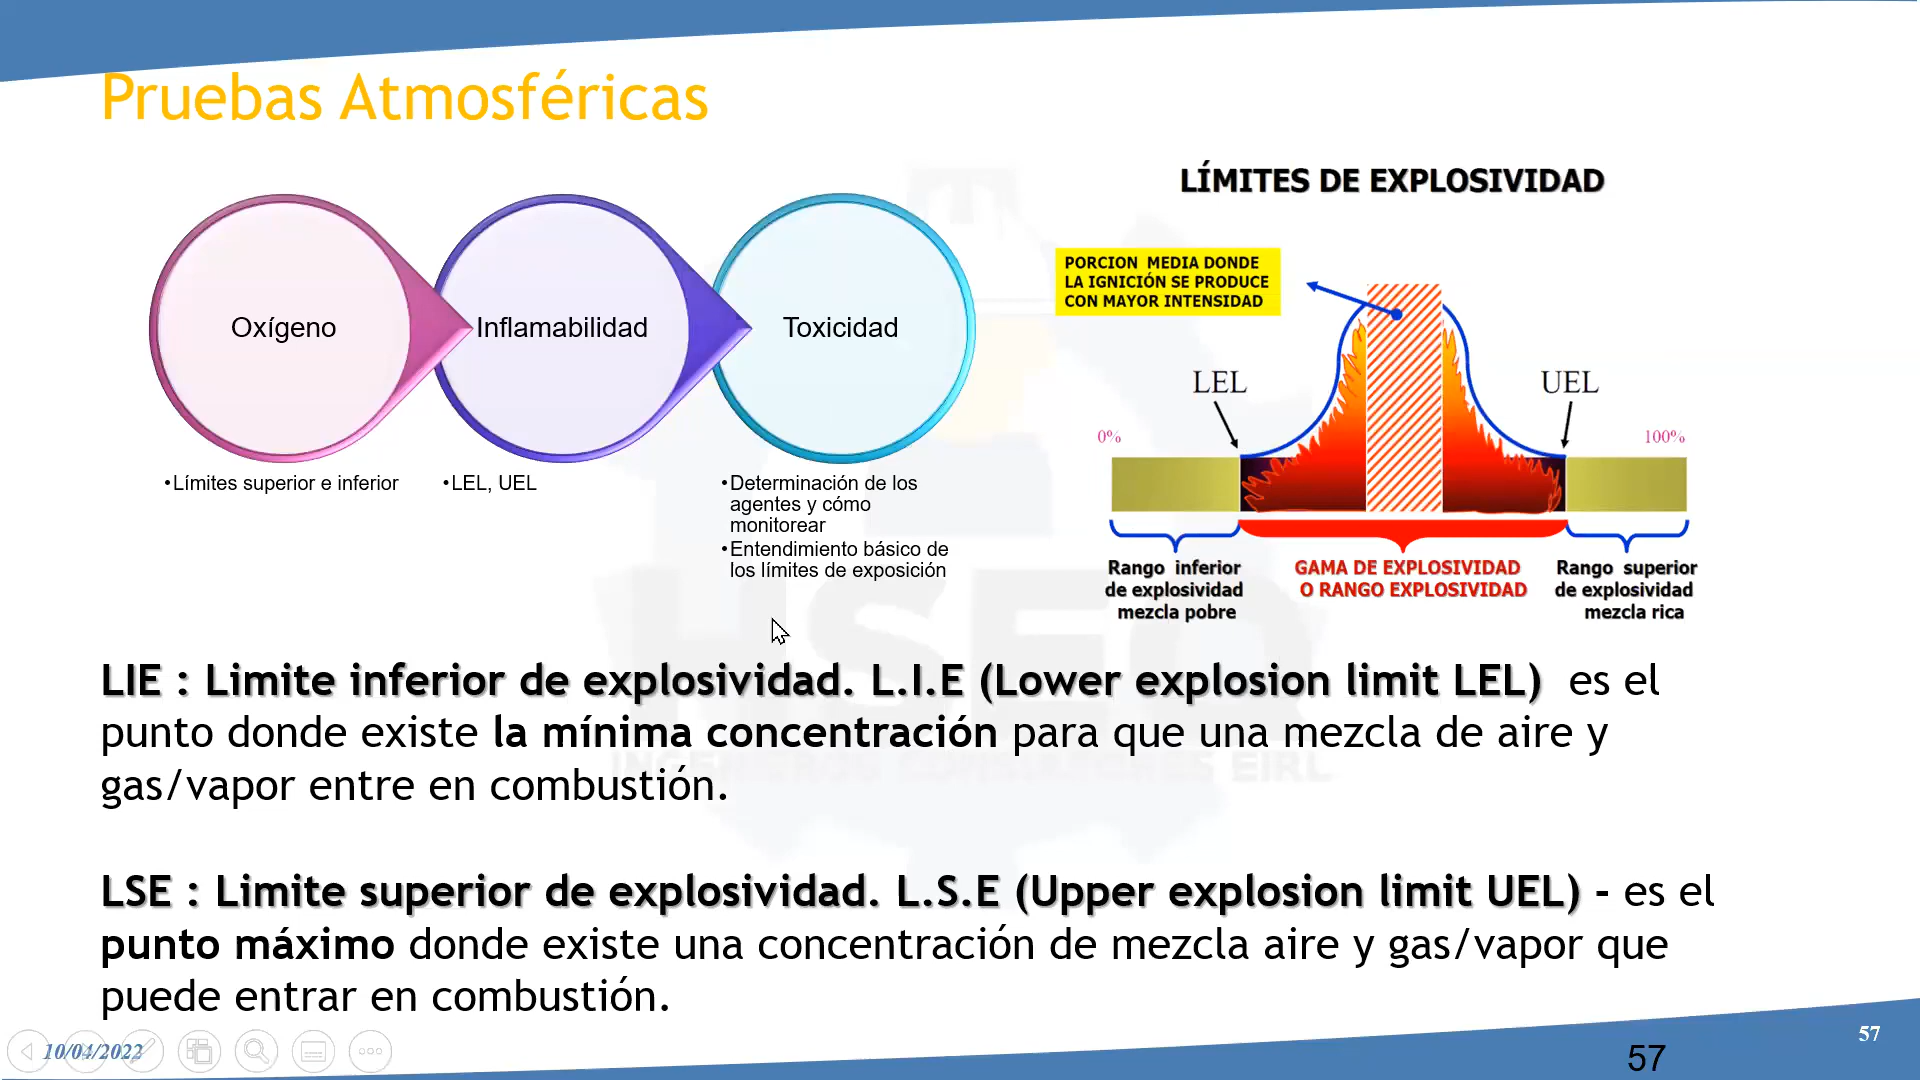 Pruebas Atmosféricas
Oxígeno
Inflamabilidad
Toxicidad
•Límites superior e inferior
•LEL, UEL
•Determinación de los
agentes y cómo
monitorear
•Entendimiento básico de
los límites de exposición
LÍMITES DE EXPLOSIVIDAD
PORCION MEDIA DONDE
LA IGNICIÓN SE PRODUCE
CON MAYOR INTENSIDAD
LEL
UEL
0%
100%
Rango inferior
de explosividad
mezcla pobre
GAMA DE EXPLOSIVIDAD
O RANGO EXPLOSIVIDAD
Rango superior
de explosividad
mezcla rica
HSEQ
INGENIEROS CONSULTORES EIRL
LIE : Limite inferior de explosividad. L.I.E (Lower explosion limit LEL) es el
punto donde existe la mínima concentración para que una mezcla de aire y
gas/vapor entre en combustión.
LSE : Limite superior de explosividad. L.S.E (Upper explosion limit UEL) - es el
punto máximo donde existe una concentración de mezcla aire y gas/vapor que
puede entrar en combustión.
10/04/2022
57
57